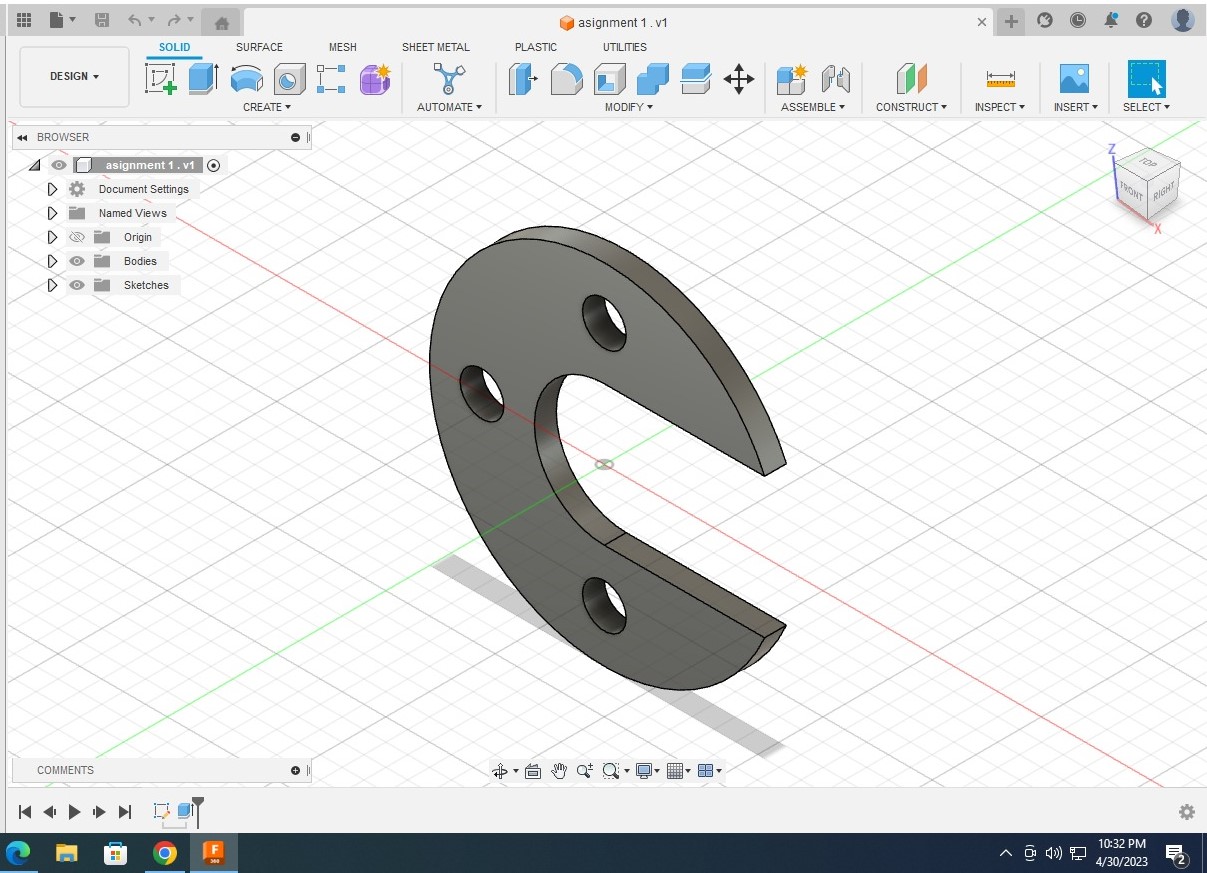 asignment 1 . v1
SOLID SURFACE MESH SHEET METAL PLASTIC UTILITIES
DESIGN
CREATE AUTOMATE MODIFY ASSEMBLE CONSTRUCT INSPECT INSERT SELECT
BROWSER
asignment 1 . v1
Document Settings
Named Views
Origin
Bodies
Sketches
Z
TOP
FRONT RIGHT
X
COMMENTS
F
360
10:32 PM
4/30/2023
2